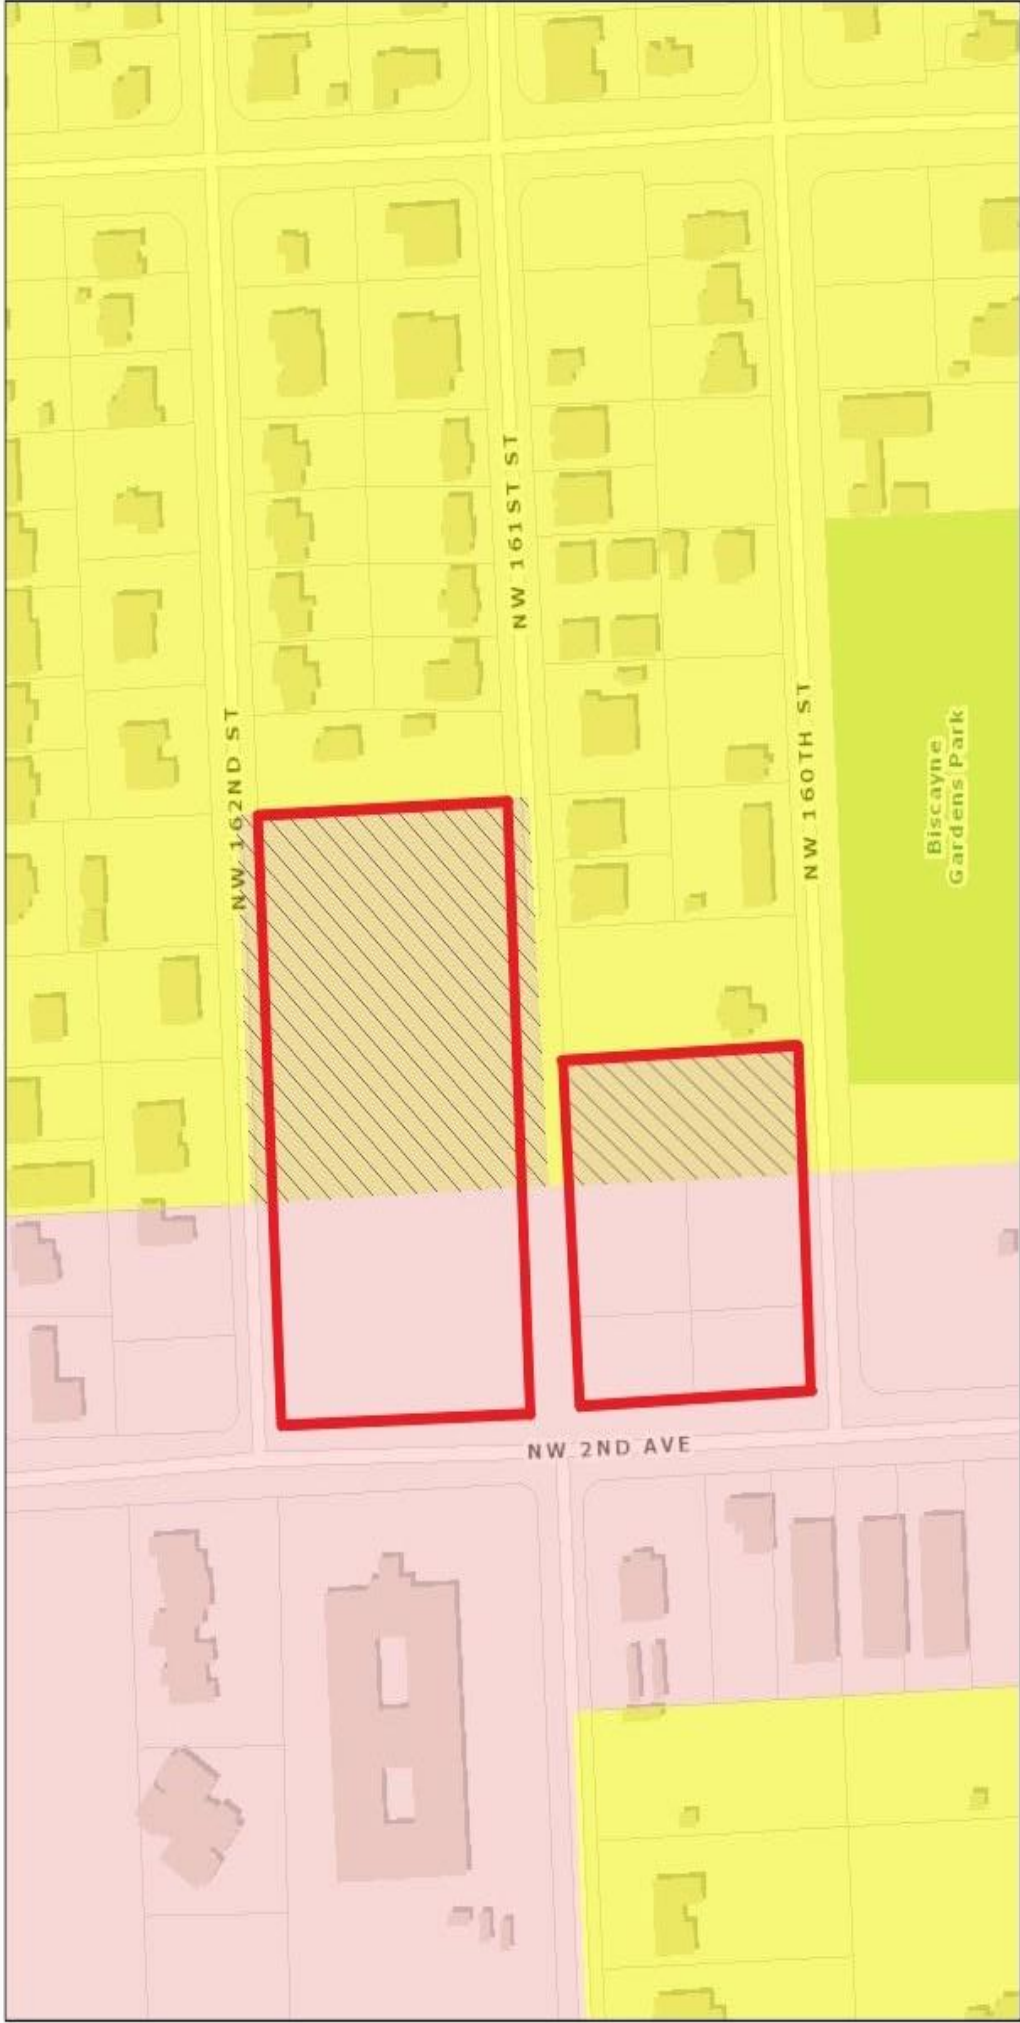 NW 161ST ST
NW 162ND ST
NW 160TH ST
Biscayne
Gardens Park
NW 2ND AVE